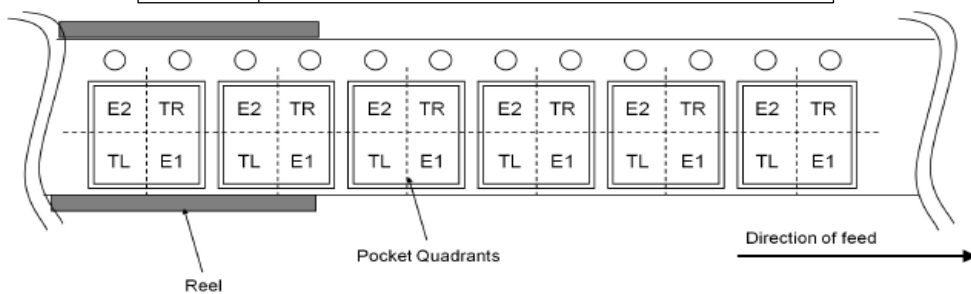 E2 TR E2 TR E2 TR E2 TR E2 TR E2 TR
TL E1 TL E1 TL E1 TL E1 TL E1 TL E1
Direction of feed
Pocket Quadrants
Reel